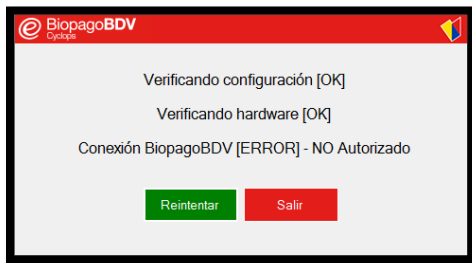 BiopagoBDV
Cyclops
Verificando configuración [OK]
Verificando hardware [OK]
Conexión BiopagoBDV [ERROR] - NO Autorizado
Reintentar Salir